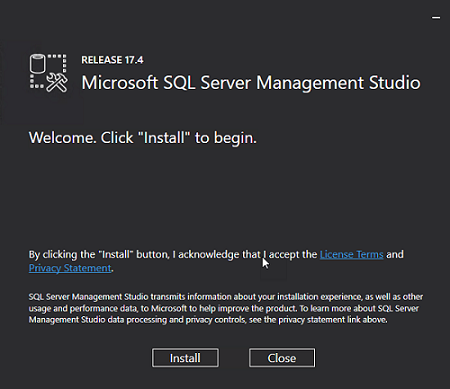 RELEASE 17.4
Microsoft SQL Server Management Studio
Welcome. Click "Install" to begin.
By clicking the "Install" button, I acknowledge that I accept the License Terms and
Privacy Statement.
SQL Server Management Studio transmits information about your installation experience, as well as other
usage and performance data, to Microsoft to help improve the product. To learn more about SQL Server
Management Studio data processing and privacy controls, see the privacy statement link above.
Install
Close